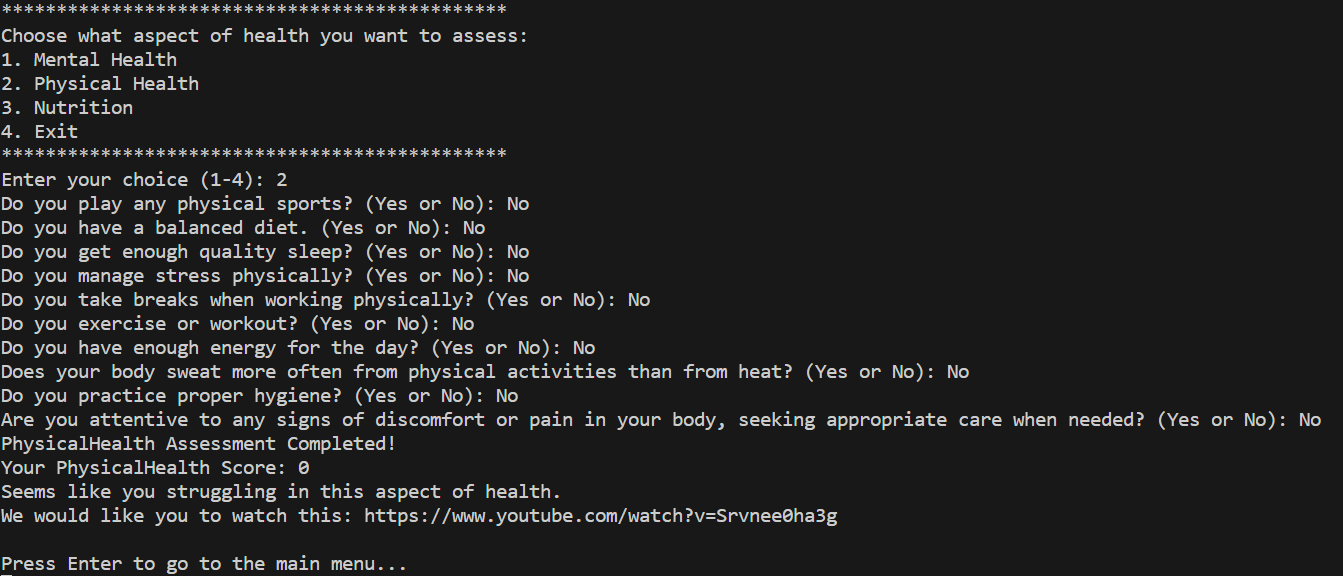 **********************************************
Choose what aspect of health you want to assess:
1. Mental Health
2. Physical Health
3. Nutrition
4. Exit
**********************************************
Enter your choice (1-4): 2
Do you play any physical sports? (Yes or No): No
Do you have a balanced diet. (Yes or No): No
Do you get enough quality sleep? (Yes or No): No
Do you manage stress physically? (Yes or No): No
Do you take breaks when working physically? (Yes or No): No
Do you exercise or workout? (Yes or No): No
Do you have enough energy for the day? (Yes or No): No
Does your body sweat more often from physical activities than from heat? (Yes or No): No
Do you practice proper hygiene? (Yes or No): No
Are you attentive to any signs of discomfort or pain in your body, seeking appropriate care when needed? (Yes or No): No
PhysicalHealth Assessment Completed!
Your PhysicalHealth Score: 0
Seems like you struggling in this aspect of health.
We would like you to watch this: https://www.youtube.com/watch?v=Srvnee0ha3g
Press Enter to go to the main menu...